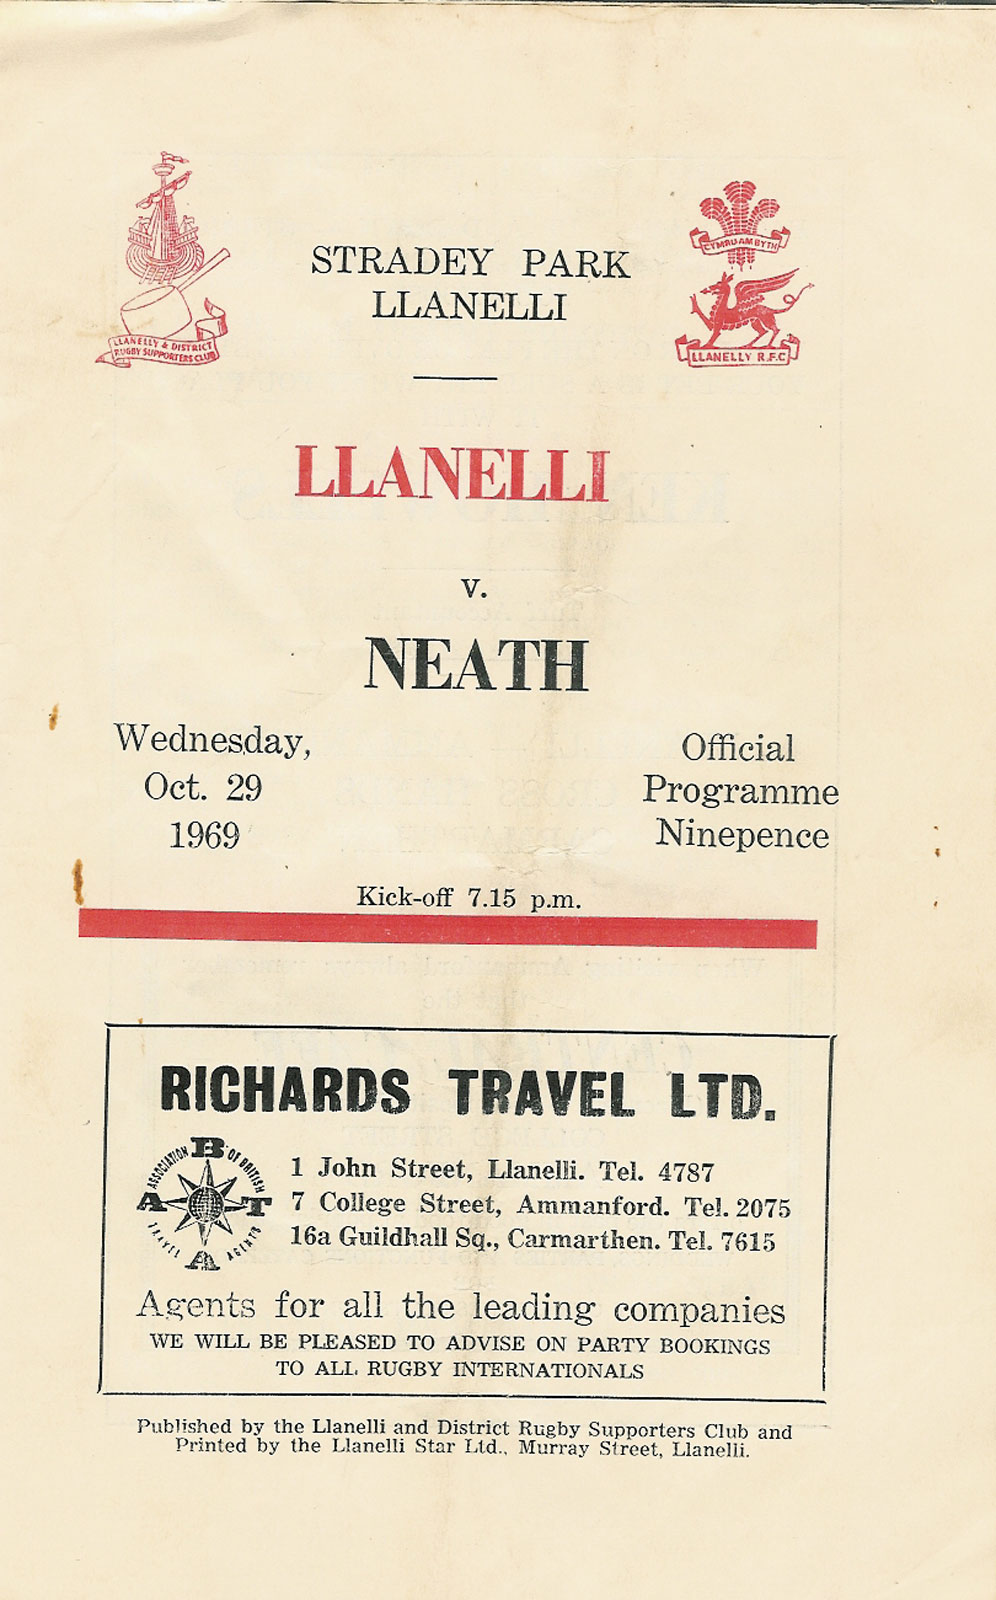 STRADEY PARK
LLANELLI
CYMRU AM BYTH
LLANELLY & DISTRICT
RUGBY SUPPORTERS CLUB
LLANELLY R.F.C
LLANELLI
v.
NEATH
Wednesday,
Oct. 29
1969
Official
Programme
Ninepence
Kick-off 7.15 p.m.
RICHARDS TRAVEL LTD.
ASSOCIATION OF BRITISH
TRAVEL AGENTS
A B T A
1 John Street, Llanelli. Tel. 4787
7 College Street, Ammanford. Tel. 2075
16a Guildhall Sq., Carmarthen. Tel. 7615
Agents for all the leading companies
WE WILL BE PLEASED TO ADVISE ON PARTY BOOKINGS
TO ALL RUGBY INTERNATIONALS
Published by the Llanelli and District Rugby Supporters Club and
Printed by the Llanelli Star Ltd., Murray Street, Llanelli.